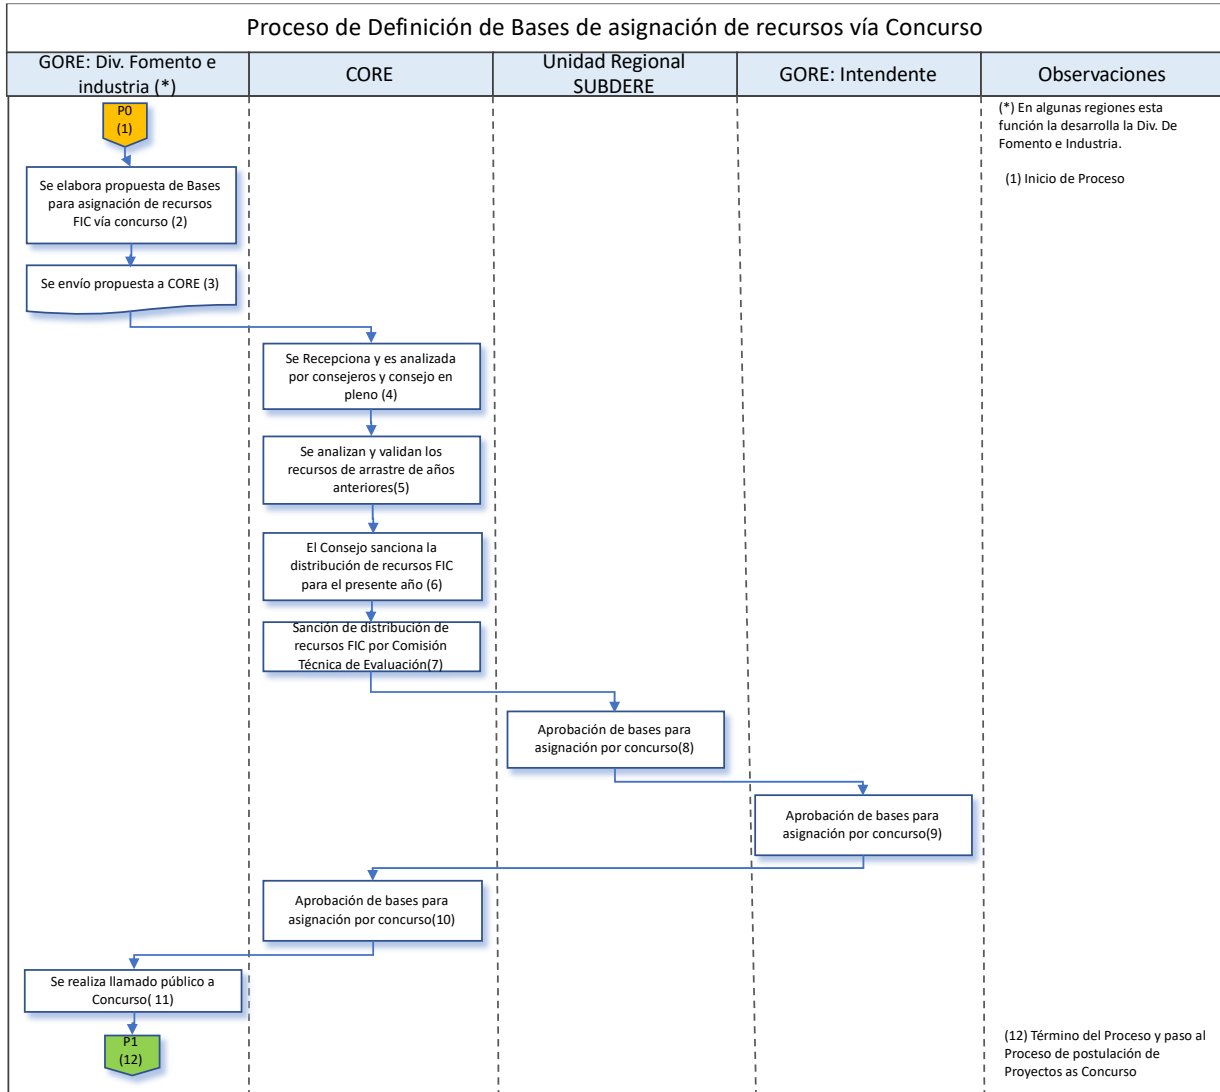 Proceso de Definición de Bases de asignación de recursos vía Concurso
GORE: Div. Fomento e
industria (*)
CORE
Unidad Regional
SUBDERE
GORE: Intendente
Observaciones
P0
(1)
(*) En algunas regiones esta
función la desarrolla la Div. De
Fomento e Industria.
(1) Inicio de Proceso
Se elabora propuesta de Bases
para asignación de recursos
FIC vía concurso (2)
Se envío propuesta a CORE (3)
Se Recepciona y es analizada
por consejeros y consejo en
pleno (4)
Se analizan y validan los
recursos de arrastre de años
anteriores(5)
El Consejo sanciona la
distribución de recursos FIC
para el presente año (6)
Sanción de distribución de
recursos FIC por Comisión
Técnica de Evaluación(7)
Aprobación de bases para
asignación por concurso(8)
Aprobación de bases para
asignación por concurso(9)
Aprobación de bases para
asignación por concurso(10)
Se realiza llamado público a
Concurso( 11)
P1
(12)
(12) Término del Proceso y paso al
Proceso de postulación de
Proyectos as Concurso